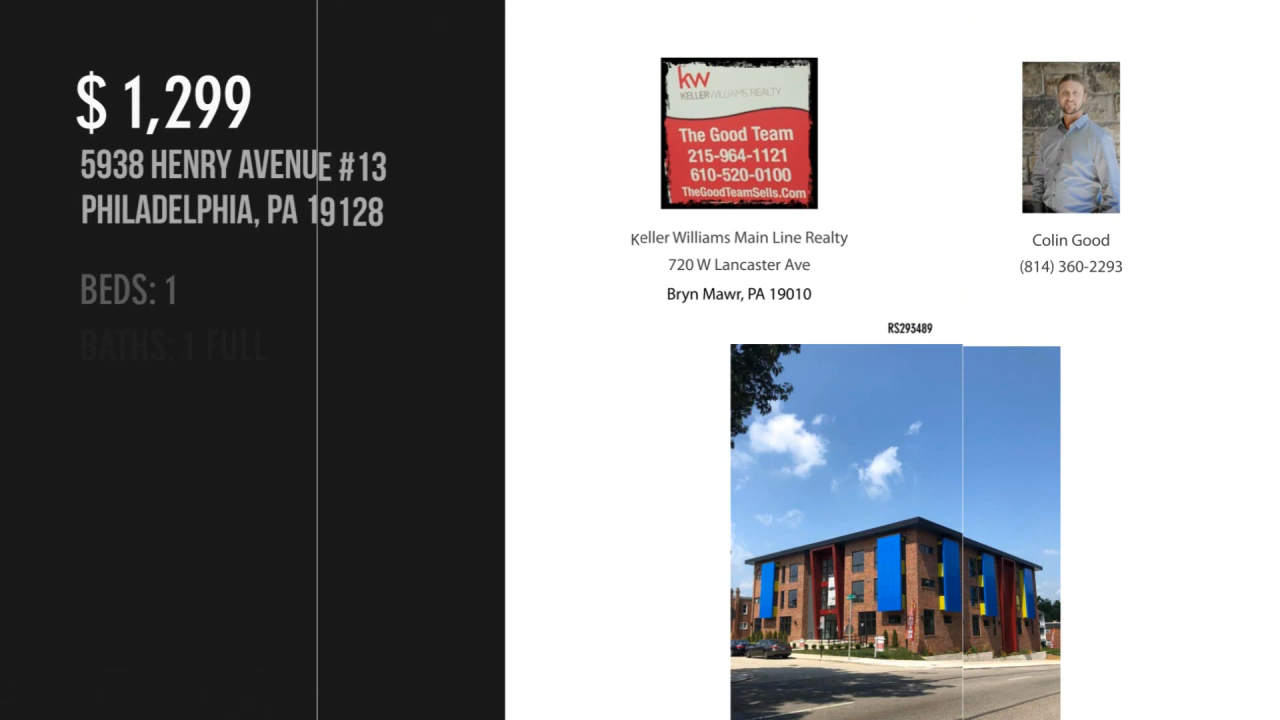 $ 1,299
5938 HENRY AVENUE #13
PHILADELPHIA, PA 19128
BEDS: 1
BATHS: 1 FULL
kw
KELLERWILLIAMS. REALTY
The Good Team
215-964-1121
610-520-0100
TheGoodTeamSells.Com
Keller Williams Main Line Realty
720 W Lancaster Ave
Bryn Mawr, PA 19010
Colin Good
(814) 360-2293
RS293489